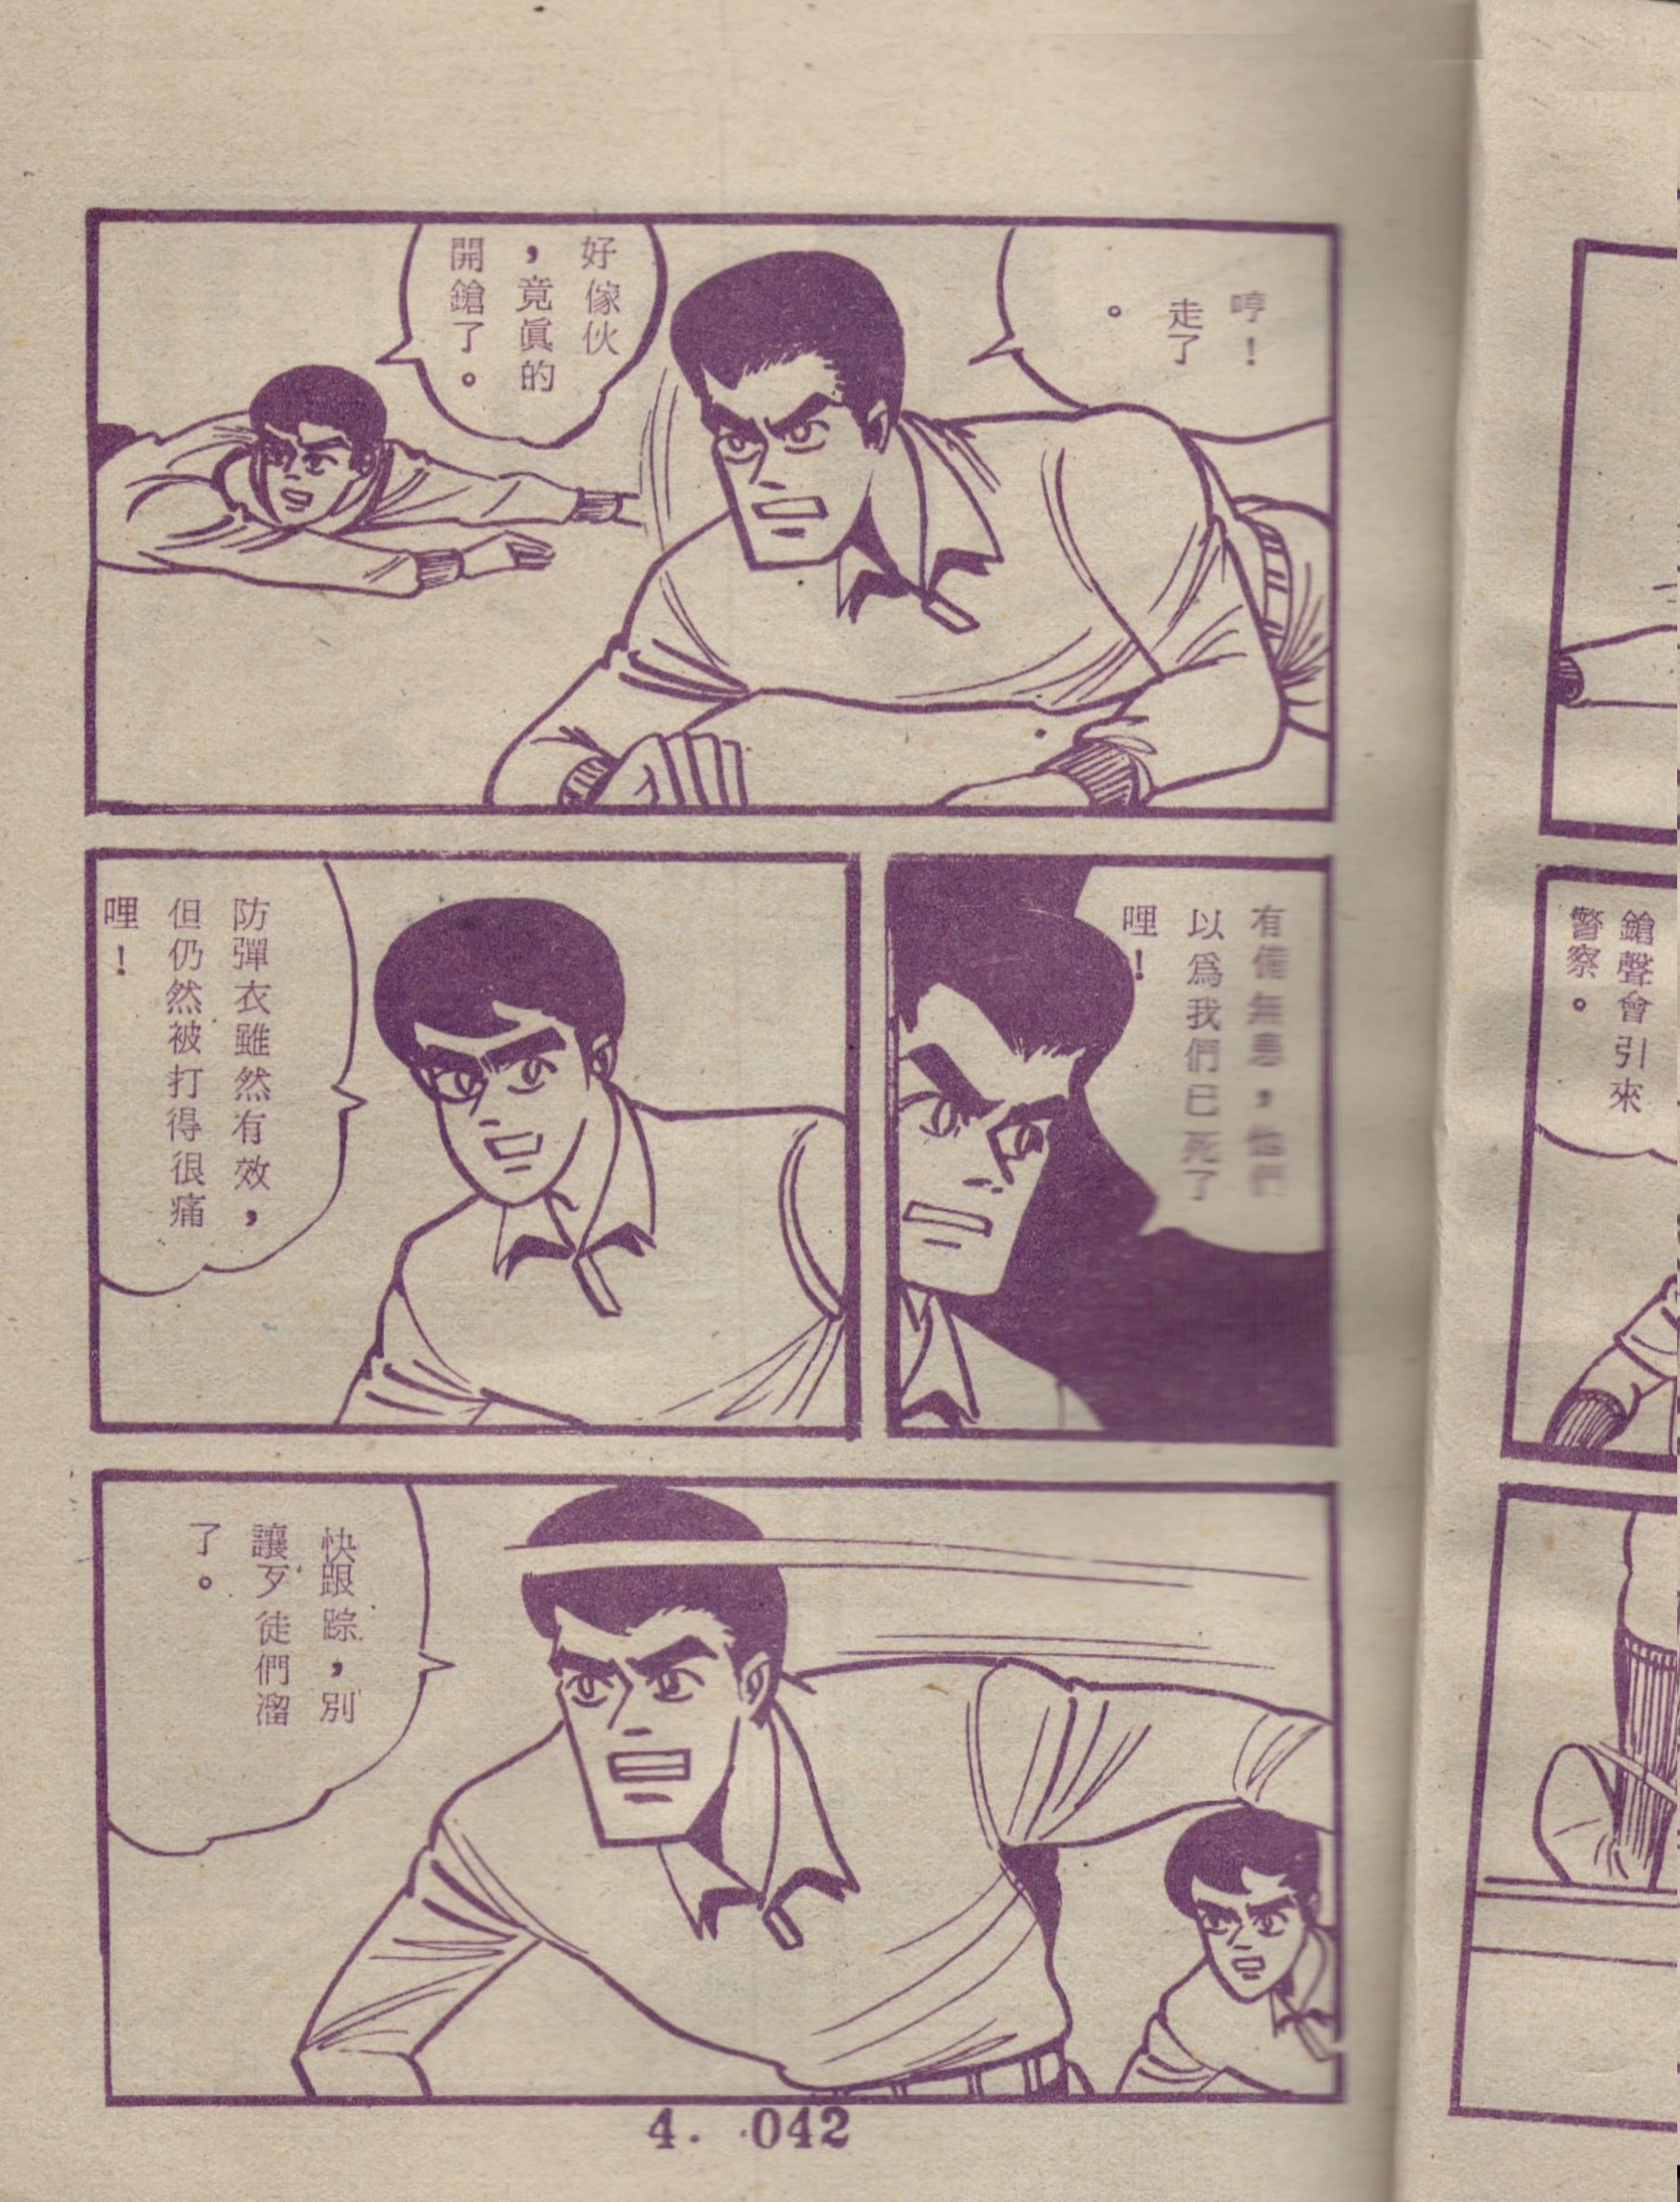 哼！
走了
。
好傢伙
，竟眞的
開鎗了。
有備無患，他們
以爲我們已死了
哩！
防彈衣雖然有效，
但仍然被打得很痛
哩！
快跟踪，別
讓歹徒們溜
了。
4. 042
鎗聲會引來
警察。